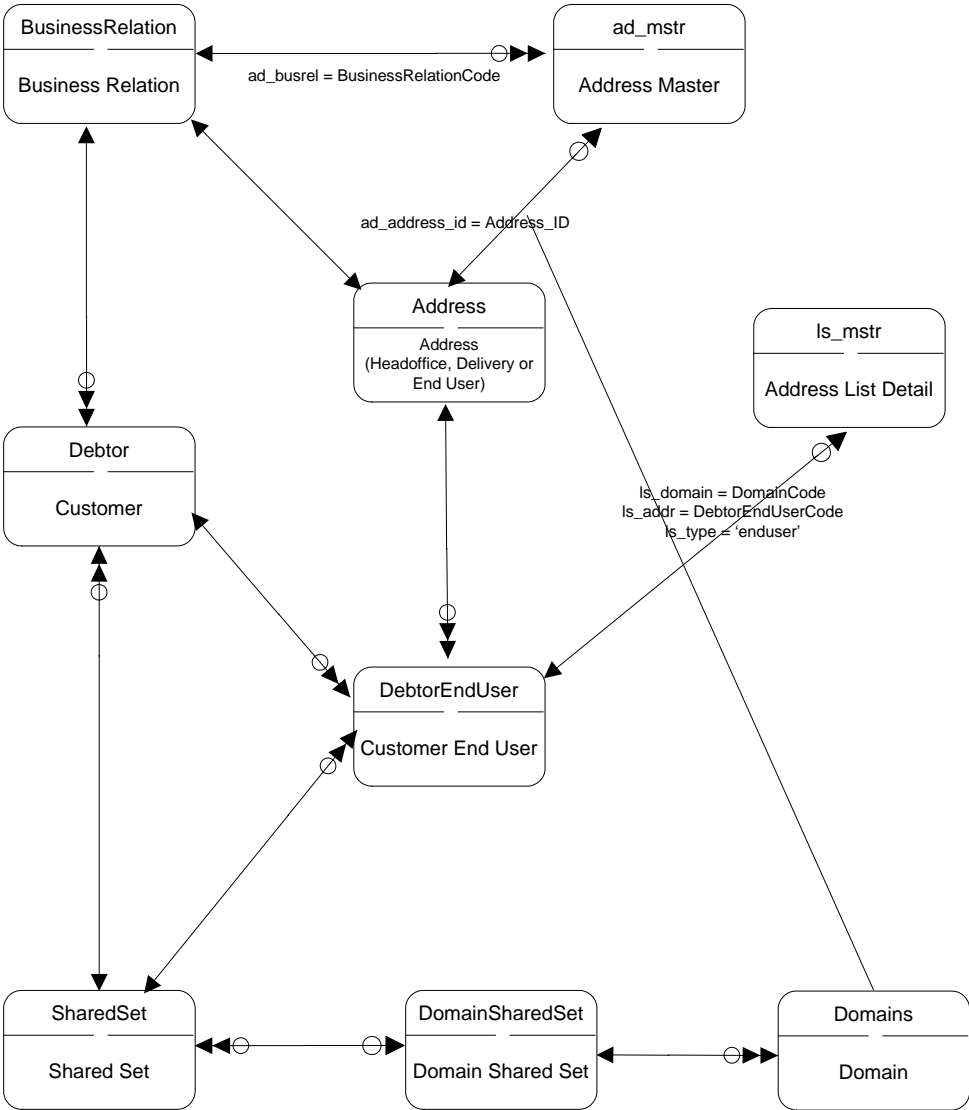 BusinessRelation
Business Relation
ad_busrel = BusinessRelationCode
ad_mstr
Address Master
ad_address_id = Address_ID
Address
Address
(Headoffice, Delivery or
End User)
ls_mstr
Address List Detail
Debtor
Customer
ls_domain = DomainCode
ls_addr = DebtorEndUserCode
ls_type = ‘enduser’
DebtorEndUser
Customer End User
SharedSet
Shared Set
DomainSharedSet
Domain Shared Set
Domains
Domain